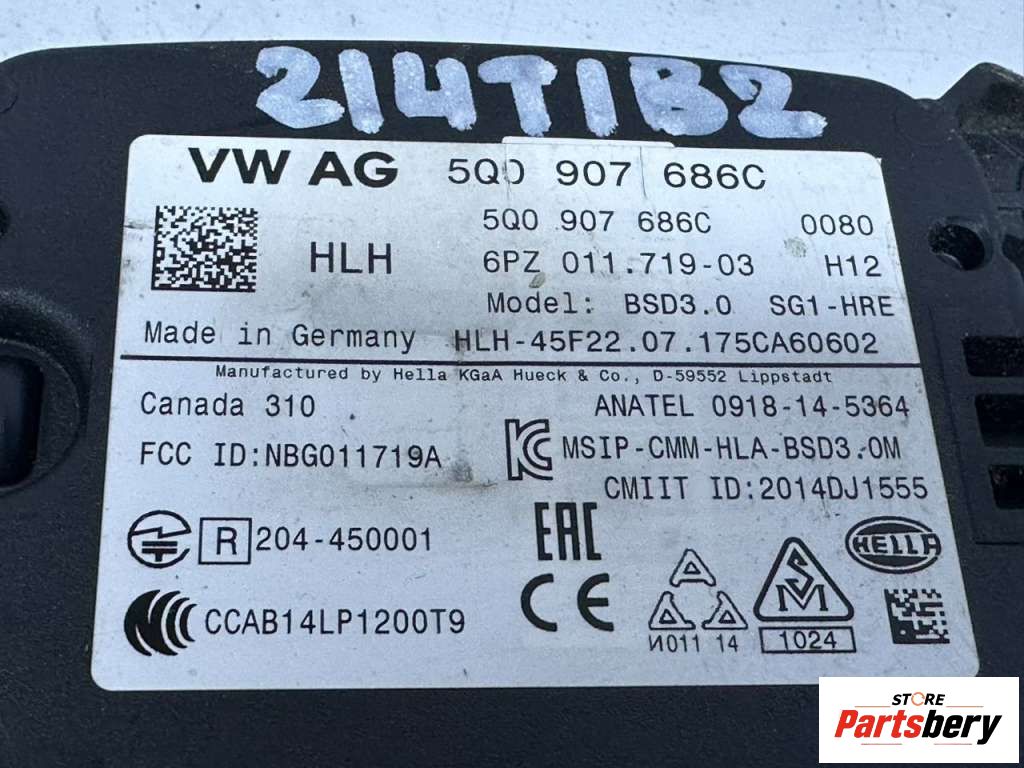 214T1B2
VW AG 5Q0 907 686C
5Q0 907 686C 0080
HLH 6PZ 011.719-03 H12
Model: BSD3.0 SG1-HRE
Made in Germany HLH-45F22.07.175CA60602
Manufactured by Hella KGaA Hueck & Co., D-59552 Lippstadt
Canada 310 ANATEL 0918-14-5364
FCC ID:NBG011719A MSIP-CMM-HLA-BSD3.0M
CMIIT ID:2014DJ1555
R 204-450001 EAC
HELLA
CCAB14LP1200T9 CE
A A A
SM
И011 14 1024
STORE
Partsbery